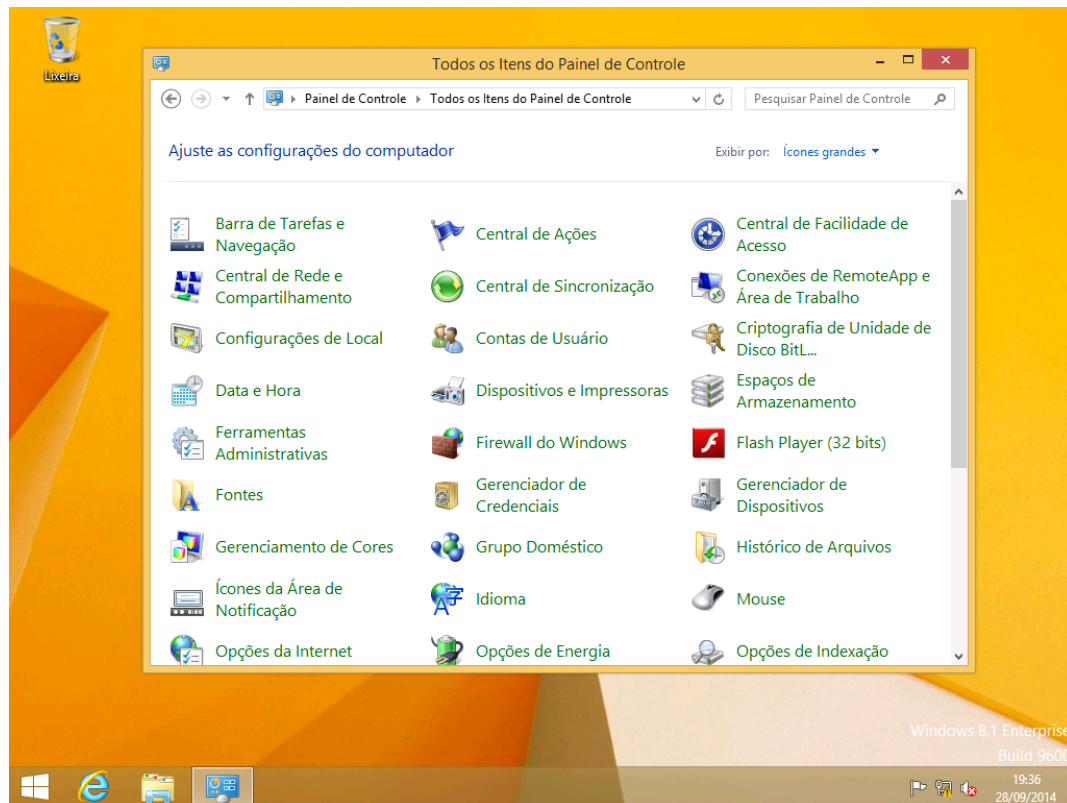 Lixeira
Todos os Itens do Painel de Controle
Painel de Controle
Todos os Itens do Painel de Controle
Pesquisar Painel de Controle
Ajuste as configurações do computador
Exibir por: Ícones grandes
Barra de Tarefas e
Navegação
Central de Ações
Central de Facilidade de
Acesso
Central de Rede e
Compartilhamento
Central de Sincronização
Conexões de RemoteApp e
Área de Trabalho
Configurações de Local
Contas de Usuário
Criptografia de Unidade de
Disco BitL...
Data e Hora
Dispositivos e Impressoras
Espaços de
Armazenamento
Ferramentas
Administrativas
Firewall do Windows
Flash Player (32 bits)
Fontes
Gerenciador de
Credenciais
Gerenciador de
Dispositivos
Gerenciamento de Cores
Grupo Doméstico
Histórico de Arquivos
Ícones da Área de
Notificação
Idioma
Mouse
Opções da Internet
Opções de Energia
Opções de Indexação
Windows 8.1 Enterprise
Build 9600
19:36
28/09/2014